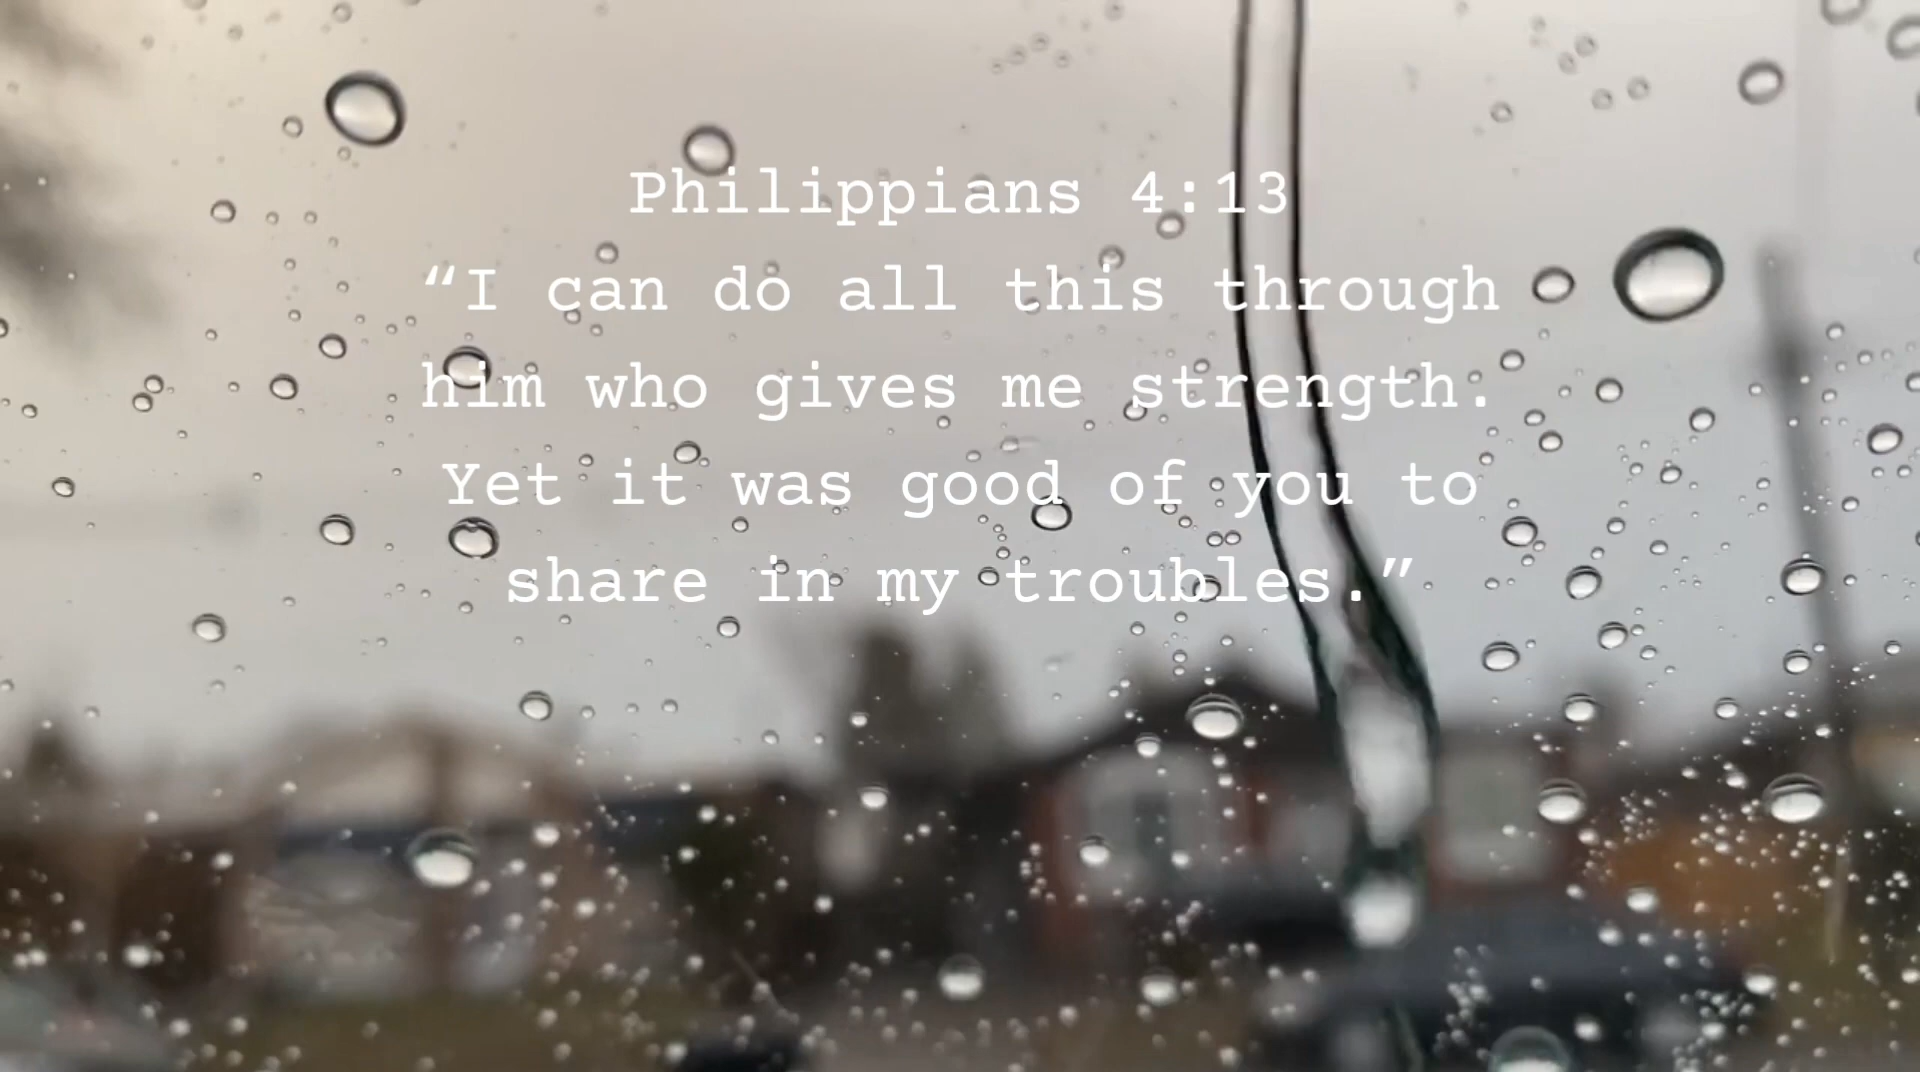 Philippians 4:13
“I can do all this through
him who gives me strength.
Yet it was good of you to
share in my troubles.”